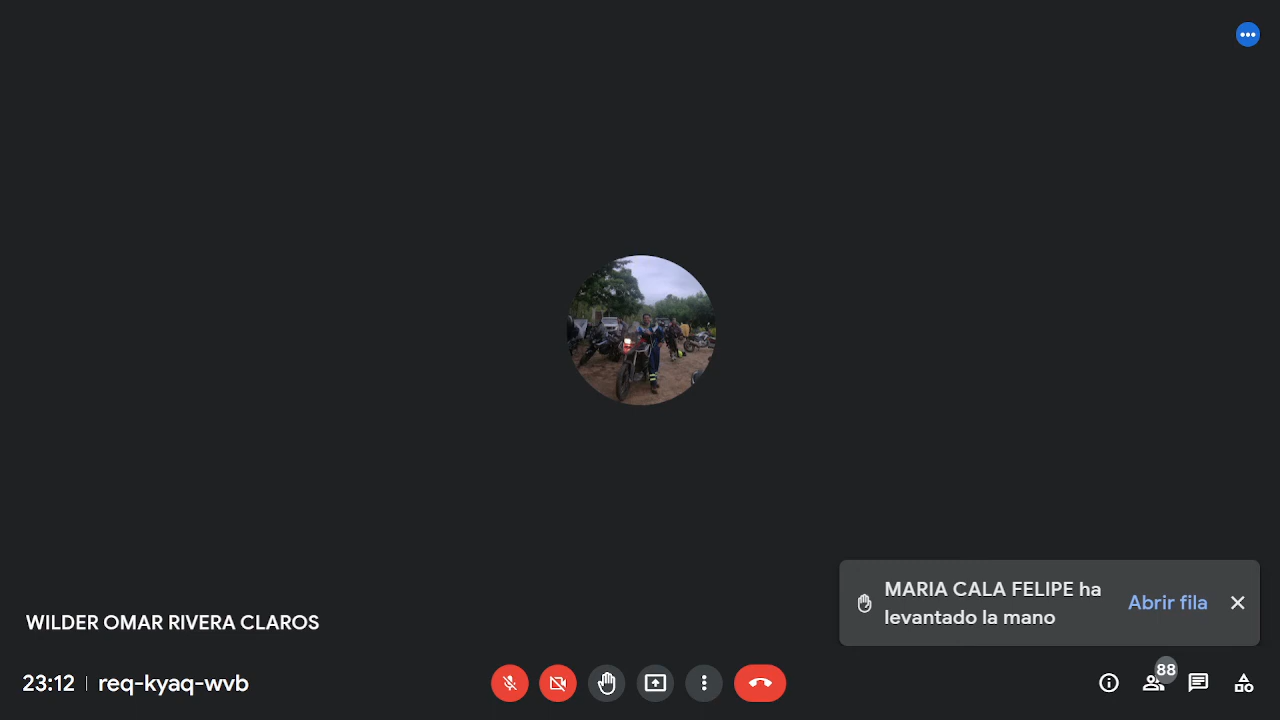 MARIA CALA FELIPE ha
levantado la mano
Abrir fila
WILDER OMAR RIVERA CLAROS
23:12
req-kyaq-wvb
88